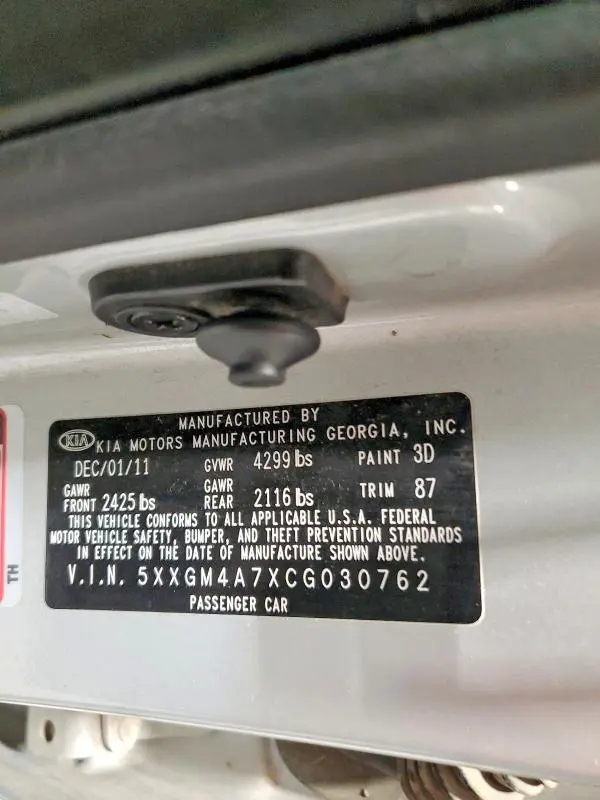 MANUFACTURED BY
KIA KIA MOTORS MANUFACTURING GEORGIA, INC.
DEC/01/11 GVWR 4299 lbs PAINT 3D
GAWR FRONT 2425 lbs GAWR REAR 2116 lbs TRIM 87
THIS VEHICLE CONFORMS TO ALL APPLICABLE U.S.A. FEDERAL
MOTOR VEHICLE SAFETY, BUMPER, AND THEFT PREVENTION STANDARDS
IN EFFECT ON THE DATE OF MANUFACTURE SHOWN ABOVE.
V.I.N. 5XXGM4A7XCG030762
PASSENGER CAR
TH